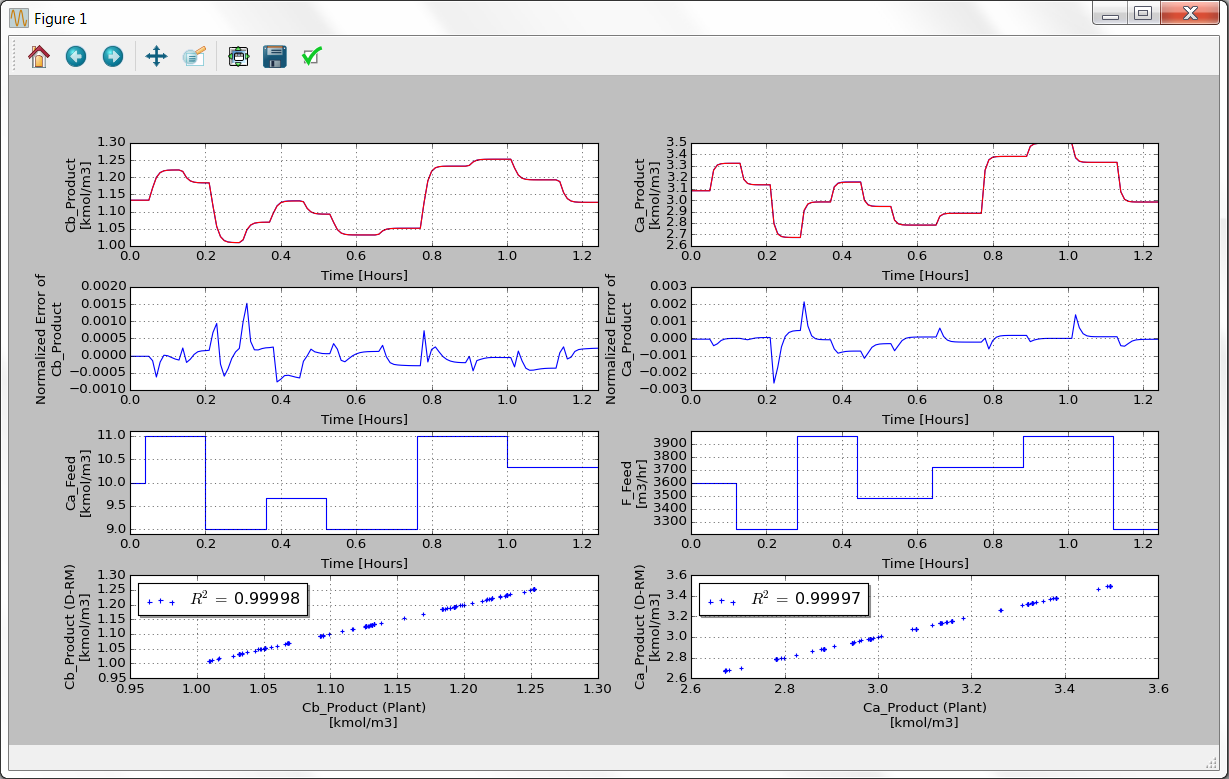 Figure 1
1.30
1.25
1.20
1.15
1.10
1.05
1.00
Cb_Product
[kmol/m3]
0.0 0.2 0.4 0.6 0.8 1.0 1.2
Time [Hours]
3.5
3.4
3.3
3.2
3.1
3.0
2.9
2.8
2.7
2.6
Ca_Product
[kmol/m3]
0.0 0.2 0.4 0.6 0.8 1.0 1.2
Time [Hours]
0.0020
0.0015
0.0010
0.0005
0.0000
−0.0005
−0.0010
Normalized Error of
Cb_Product
0.0 0.2 0.4 0.6 0.8 1.0 1.2
Time [Hours]
0.003
0.002
0.001
0.000
−0.001
−0.002
−0.003
Normalized Error of
Ca_Product
0.0 0.2 0.4 0.6 0.8 1.0 1.2
Time [Hours]
11.0
10.5
10.0
9.5
9.0
Ca_Feed
[kmol/m3]
0.0 0.2 0.4 0.6 0.8 1.0 1.2
Time [Hours]
3900
3800
3700
3600
3500
3400
3300
F_Feed
[m3/hr]
0.0 0.2 0.4 0.6 0.8 1.0 1.2
Time [Hours]
1.30
1.25
1.20
1.15
1.10
1.05
1.00
0.95
Cb_Product (D-RM)
[kmol/m3]
R² = 0.99998
0.95 1.00 1.05 1.10 1.15 1.20 1.25 1.30
Cb_Product (Plant)
[kmol/m3]
3.6
3.4
3.2
3.0
2.8
2.6
Ca_Product (D-RM)
[kmol/m3]
R² = 0.99997
2.6 2.8 3.0 3.2 3.4 3.6
Ca_Product (Plant)
[kmol/m3]